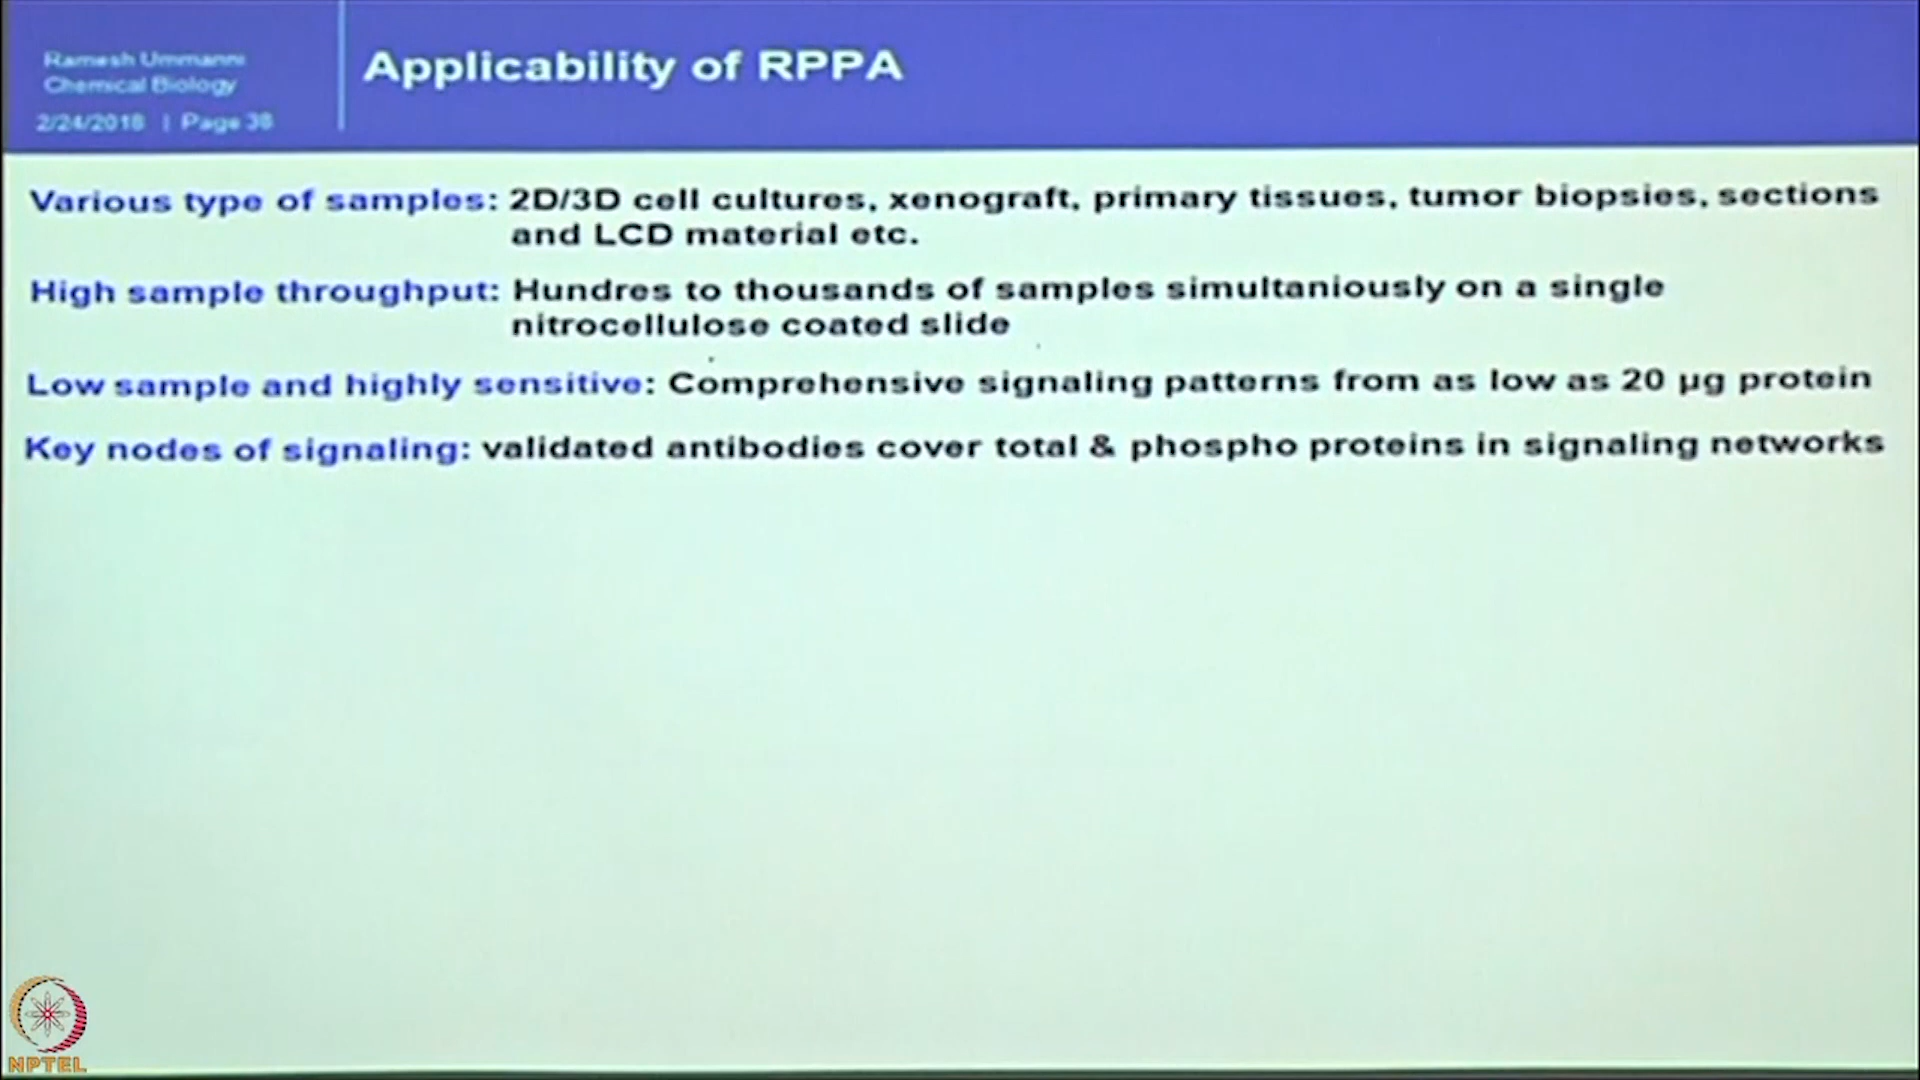 Ramesh Ummanni
Chemical Biology
2/24/2018 | Page 38
Applicability of RPPA
Various type of samples: 2D/3D cell cultures, xenograft, primary tissues, tumor biopsies, sections
and LCD material etc.
High sample throughput: Hundres to thousands of samples simultaniously on a single
nitrocellulose coated slide
Low sample and highly sensitive: Comprehensive signaling patterns from as low as 20 µg protein
Key nodes of signaling: validated antibodies cover total & phospho proteins in signaling networks
NPTEL